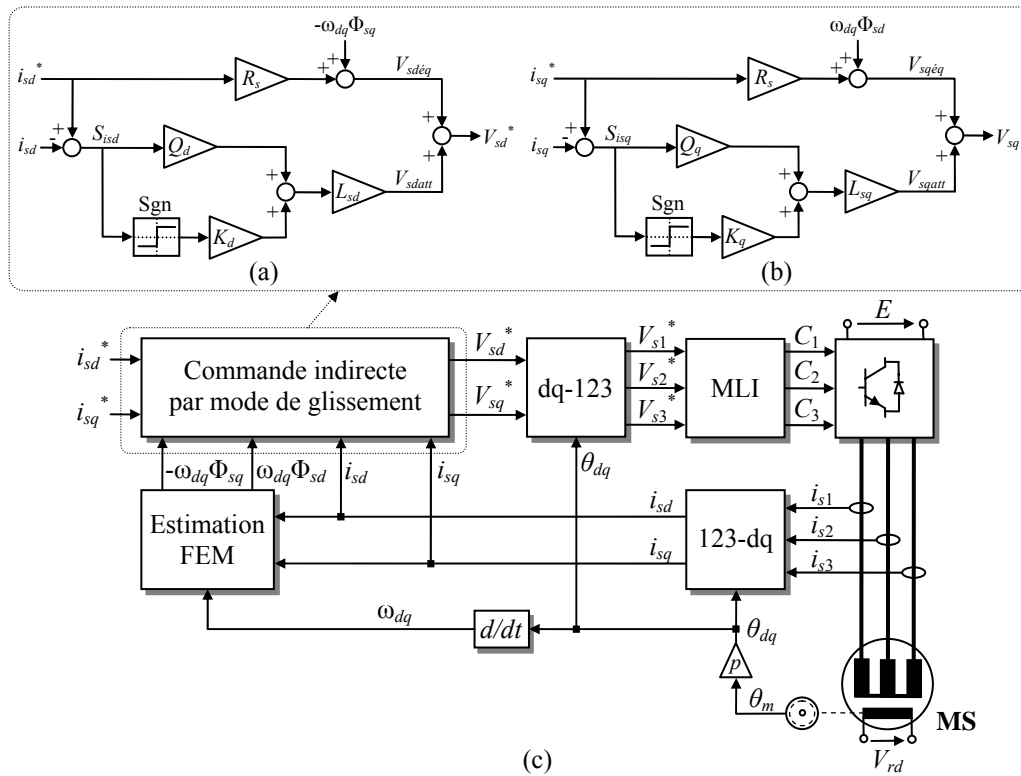 -ω_dqΦ_sq
i_sd*
R_s
+
+
V_sdéq
+
-
i_sd
S_isd
Q_d
+
+
V_sd*
+
+
L_sd
V_sdatt
Sgn
K_d
(a)
ω_dqΦ_sd
i_sq*
R_s
+
+
V_sqéq
+
-
i_sq
S_isq
Q_q
+
+
V_sq
+
+
L_sq
V_sqatt
Sgn
K_q
(b)
i_sd*
i_sq*
Commande indirecte
par mode de glissement
V_sd*
V_sq*
dq-123
V_s1*
V_s2*
V_s3*
MLI
C_1
C_2
C_3
E
-ω_dqΦ_sq
ω_dqΦ_sd
i_sd
i_sq
θ_dq
Estimation
FEM
i_sd
i_sq
123-dq
i_s1
i_s2
i_s3
ω_dq
d/dt
θ_dq
p
θ_m
MS
V_rd
(c)